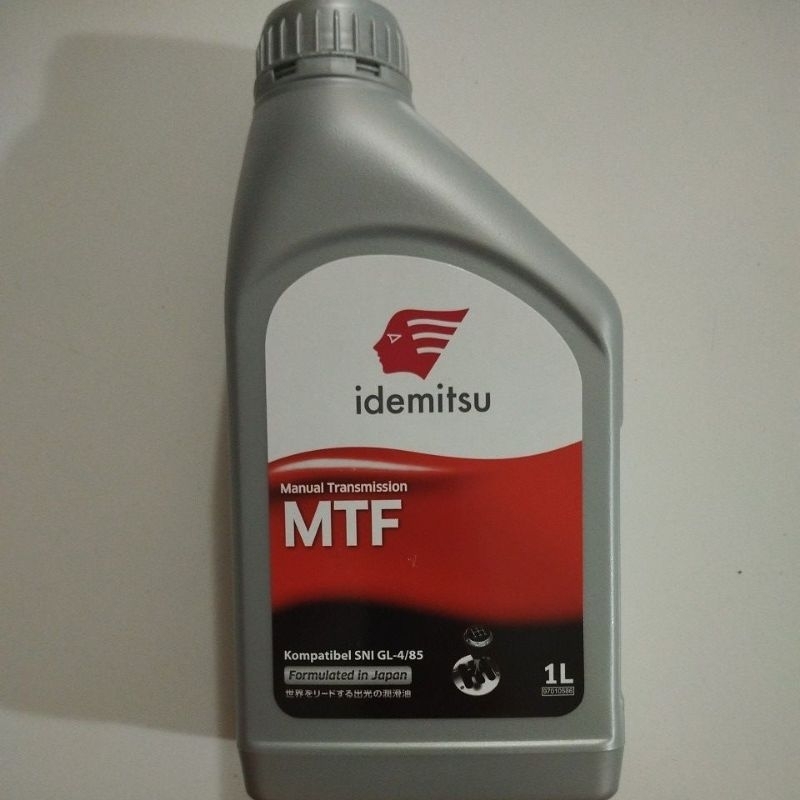 idemitsu
Manual Transmission
MTF
Kompatibel SNI GL-4/85
Formulated in Japan
世界をリードする出光の潤滑油
1L
97010586